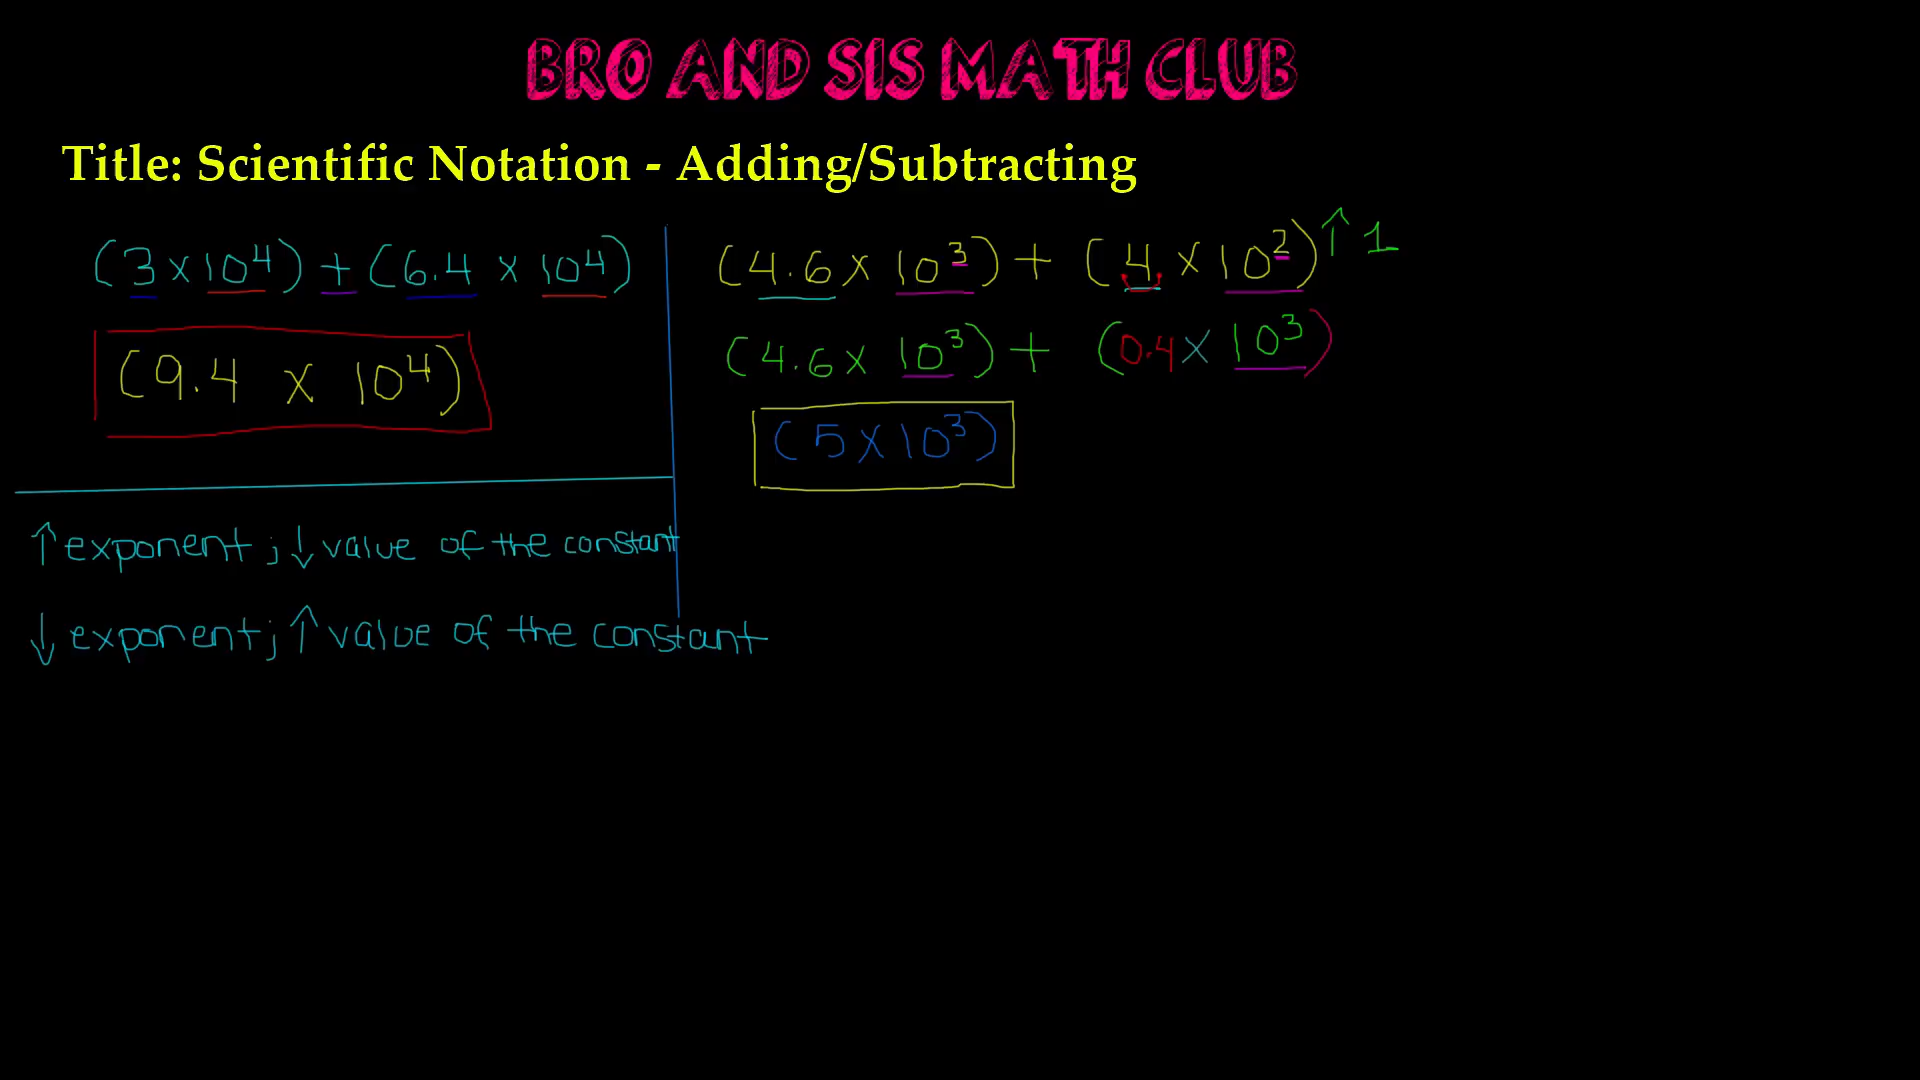 BRO AND SIS MATH CLUB
Title: Scientific Notation - Adding/Subtracting
(3 x 10⁴) + (6.4 x 10⁴)
(9.4 x 10⁴)
↑ exponent ; ↓ value of the constant
↓ exponent ; ↑ value of the constant
(4.6 x 10³) + (4 x 10²) ↑ 1
(4.6 x 10³) + (0.4 x 10³)
(5 x 10³)